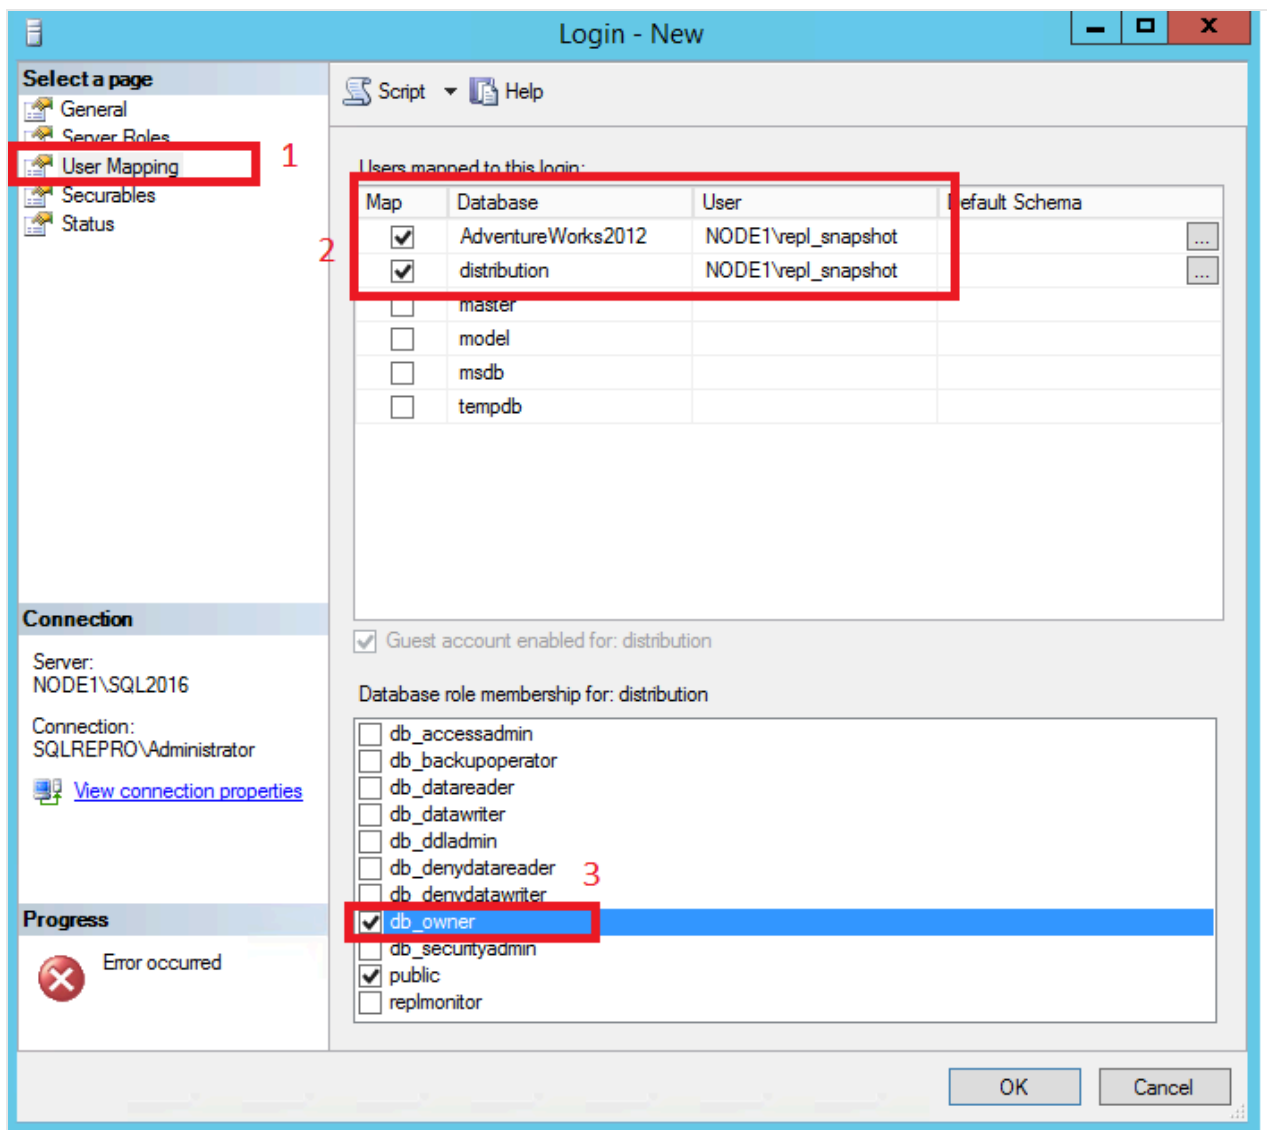 Login - New
Select a page
General
Server Roles
User Mapping
Securables
Status
1
Script
Help
Users mapped to this login:
Map Database User Default Schema
2
AdventureWorks2012 NODE1\repl_snapshot ...
distribution NODE1\repl_snapshot ...
master
model
msdb
tempdb
Guest account enabled for: distribution
Database role membership for: distribution
db_accessadmin
db_backupoperator
db_datareader
db_datawriter
db_ddladmin
db_denydatareader
3
db_denydatawriter
db_owner
db_securityadmin
public
replmonitor
Connection
Server:
NODE1\SQL2016
Connection:
SQLREPRO\Administrator
View connection properties
Progress
Error occurred
OK
Cancel